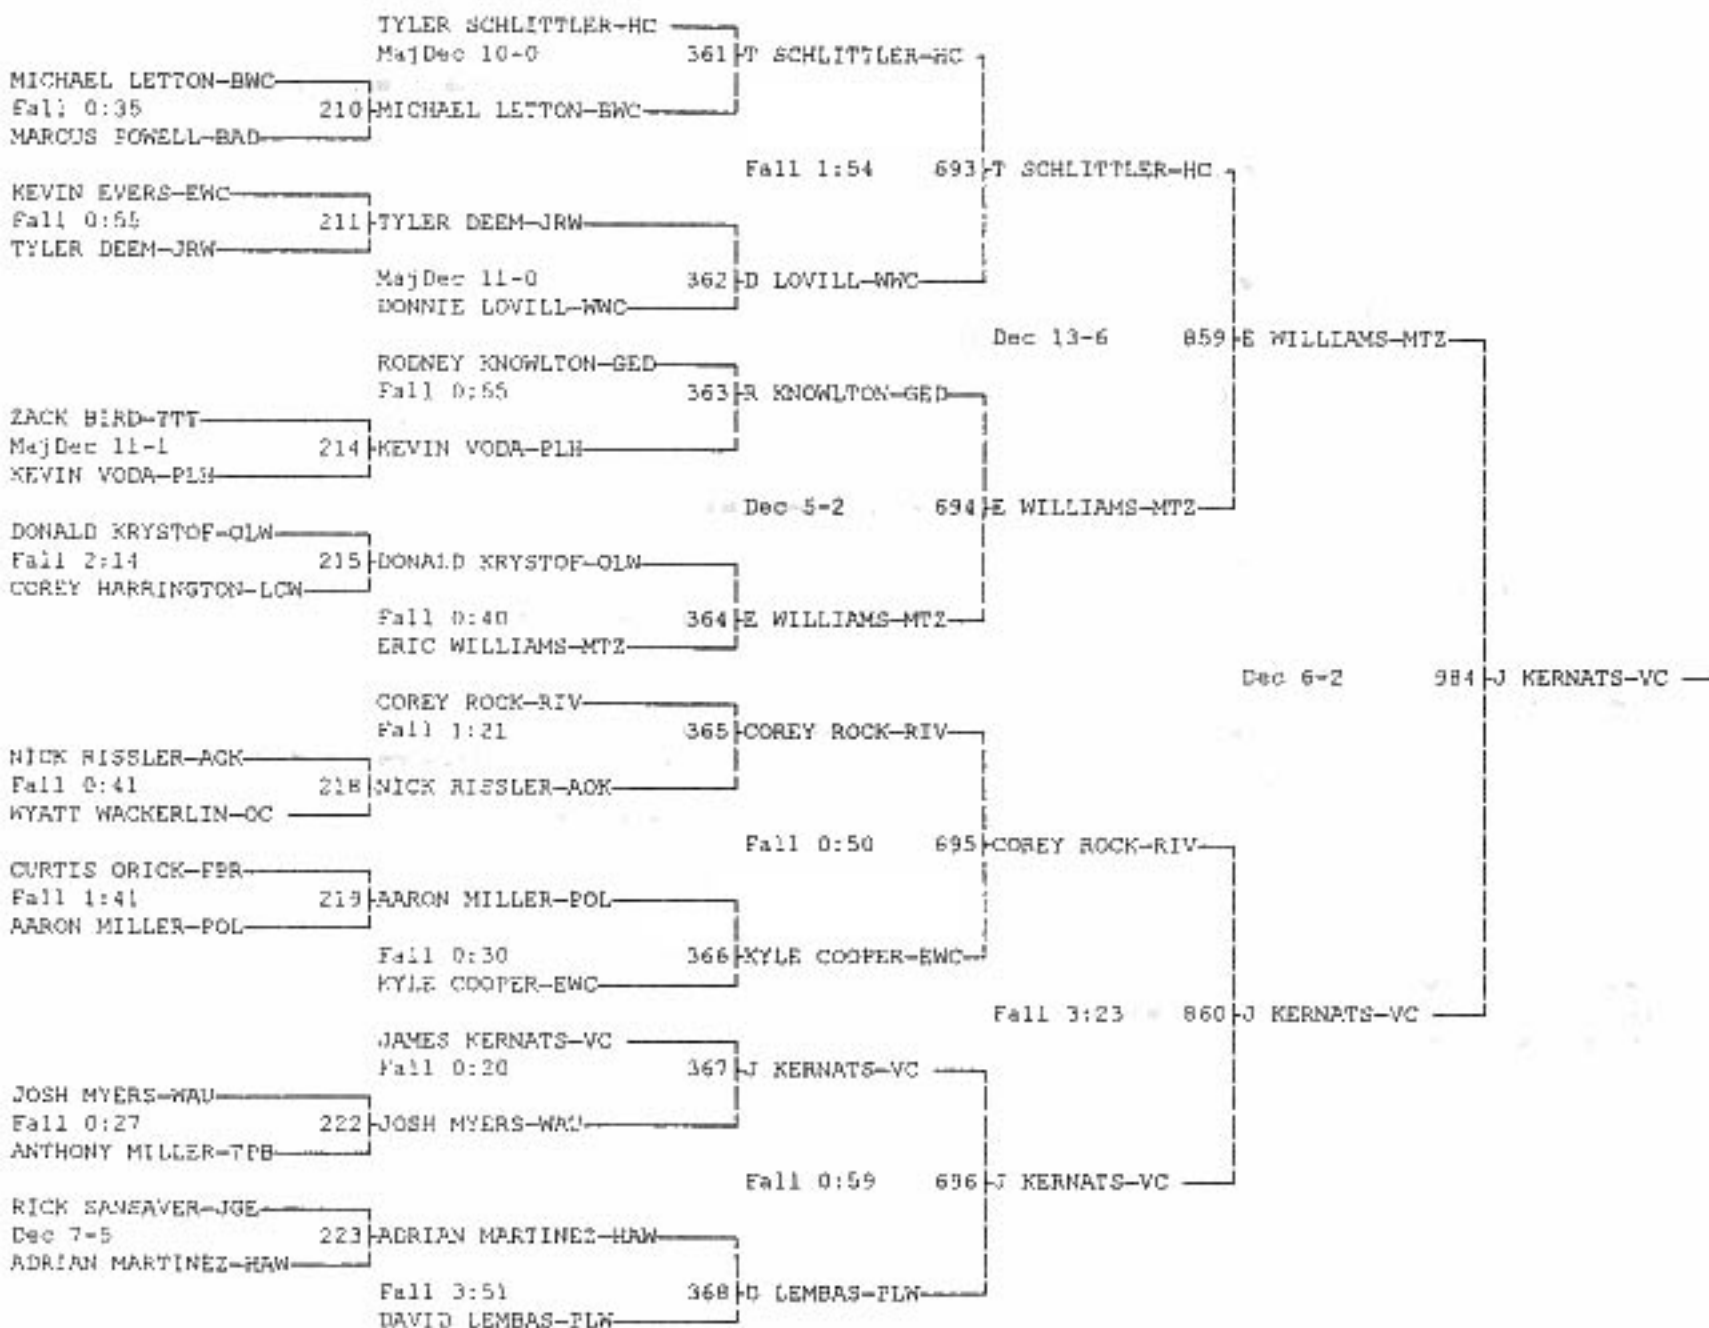 TYLER SCHLITTLER-HC
MajDec 10-0
361 T SCHLITTLER-HC
MICHAEL LETTON-BWC
Fall 0:35
210 MICHAEL LETTON-BWC
MARCUS POWELL-BAD
Fall 1:54
693 T SCHLITTLER-HC
KEVIN EVERS-EWC
Fall 0:55
211 TYLER DEEM-JRW
TYLER DEEM-JRW
MajDec 11-0
362 D LOVILL-WWC
DONNIE LOVILL-WWC
Dec 13-6
859 E WILLIAMS-MTZ
RODNEY KNOWLTON-GED
Fall 0:55
363 R KNOWLTON-GED
ZACK BIRD-TTT
MajDec 11-1
214 KEVIN VODA-PLH
KEVIN VODA-PLH
Dec 5-2
694 E WILLIAMS-MTZ
DONALD KRYSTOF-OLW
Fall 2:14
215 DONALD KRYSTOF-OLW
COREY HARRINGTON-LCW
Fall 0:40
364 E WILLIAMS-MTZ
ERIC WILLIAMS-MTZ
Dec 6-2
984 J KERNATS-VC
COREY ROCK-RIV
Fall 1:21
365 COREY ROCK-RIV
NICK RISSLER-AOK
Fall 0:41
218 NICK RISSLER-AOK
WYATT WACKERLIN-OC
Fall 0:50
695 COREY ROCK-RIV
CURTIS ORICK-FPR
Fall 1:41
219 AARON MILLER-POL
AARON MILLER-POL
Fall 0:30
366 KYLE COOPER-EWC
KYLE COOPER-EWC
Fall 3:23
860 J KERNATS-VC
JAMES KERNATS-VC
Fall 0:20
367 J KERNATS-VC
JOSH MYERS-WAU
Fall 0:27
222 JOSH MYERS-WAU
ANTHONY MILLER-TPB
Fall 0:59
696 J KERNATS-VC
RICK SANSAVER-JGE
Dec 7-5
223 ADRIAN MARTINEZ-HAW
ADRIAN MARTINEZ-HAW
Fall 3:51
368 D LEMBAS-PLW
DAVID LEMBAS-PLW